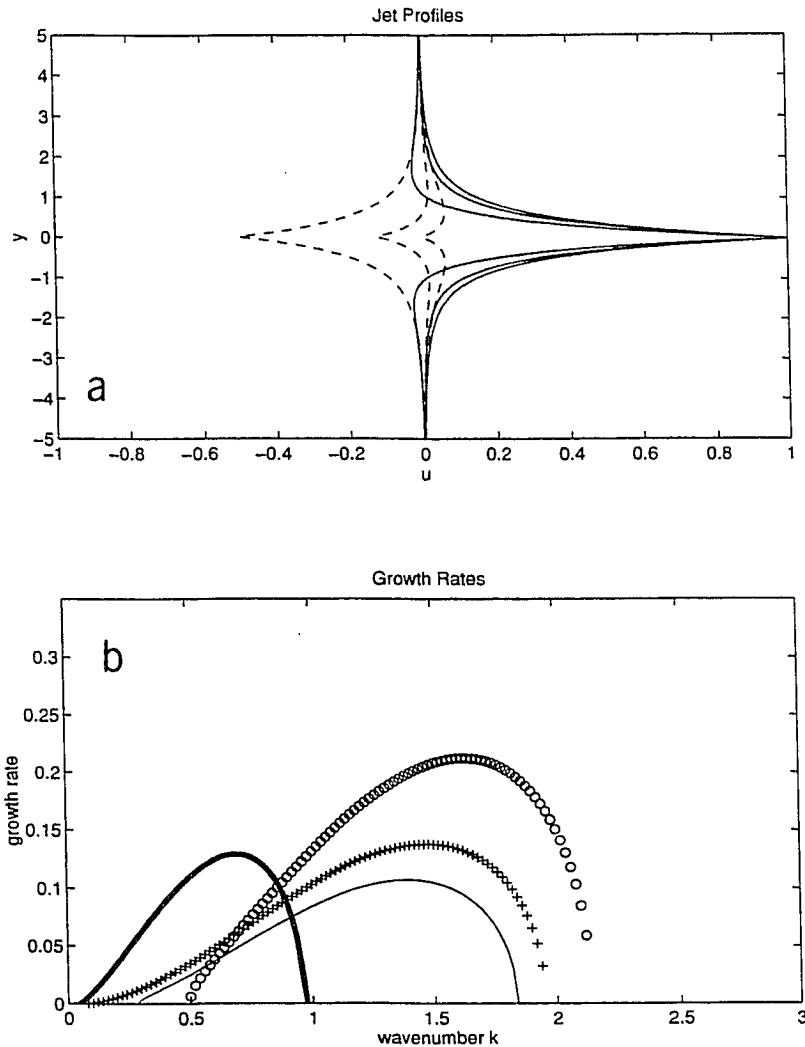 Jet Profiles
5
4
3
2
1
0
−1
−2
−3
−4
−5
y
a
−1 −0.8 −0.6 −0.4 −0.2 0 0.2 0.4 0.6 0.8 1
u
Growth Rates
b
0.3
0.25
0.2
0.15
0.1
0.05
0
growth rate
0 0.5 1 1.5 2 2.5 3
wavenumber k